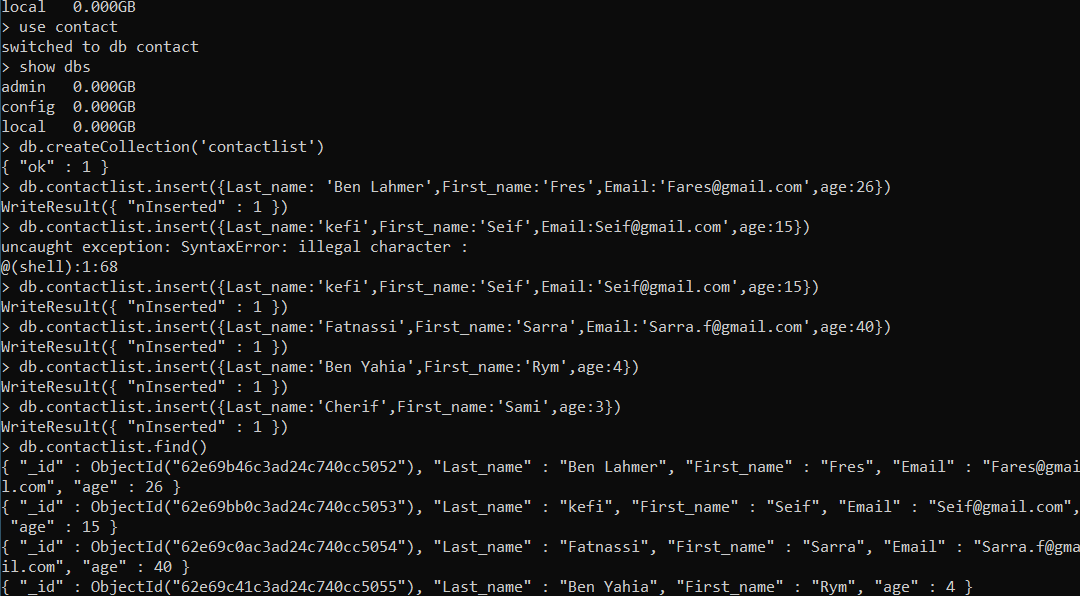 local   0.000GB
> use contact
switched to db contact
> show dbs
admin   0.000GB
config  0.000GB
local   0.000GB
> db.createCollection('contactlist')
{ "ok" : 1 }
> db.contactlist.insert({Last_name: 'Ben Lahmer',First_name:'Fres',Email:'Fares@gmail.com',age:26})
WriteResult({ "nInserted" : 1 })
> db.contactlist.insert({Last_name:'kefi',First_name:'Seif',Email:Seif@gmail.com',age:15})
uncaught exception: SyntaxError: illegal character :
@(shell):1:68
> db.contactlist.insert({Last_name:'kefi',First_name:'Seif',Email:'Seif@gmail.com',age:15})
WriteResult({ "nInserted" : 1 })
> db.contactlist.insert({Last_name:'Fatnassi',First_name:'Sarra',Email:'Sarra.f@gmail.com',age:40})
WriteResult({ "nInserted" : 1 })
> db.contactlist.insert({Last_name:'Ben Yahia',First_name:'Rym',age:4})
WriteResult({ "nInserted" : 1 })
> db.contactlist.insert({Last_name:'Cherif',First_name:'Sami',age:3})
WriteResult({ "nInserted" : 1 })
> db.contactlist.find()
{ "_id" : ObjectId("62e69b46c3ad24c740cc5052"), "Last_name" : "Ben Lahmer", "First_name" : "Fres", "Email" : "Fares@gmai
l.com", "age" : 26 }
{ "_id" : ObjectId("62e69bb0c3ad24c740cc5053"), "Last_name" : "kefi", "First_name" : "Seif", "Email" : "Seif@gmail.com",
 "age" : 15 }
{ "_id" : ObjectId("62e69c0ac3ad24c740cc5054"), "Last_name" : "Fatnassi", "First_name" : "Sarra", "Email" : "Sarra.f@gma
il.com", "age" : 40 }
{ "_id" : ObjectId("62e69c41c3ad24c740cc5055"), "Last_name" : "Ben Yahia", "First_name" : "Rym", "age" : 4 }